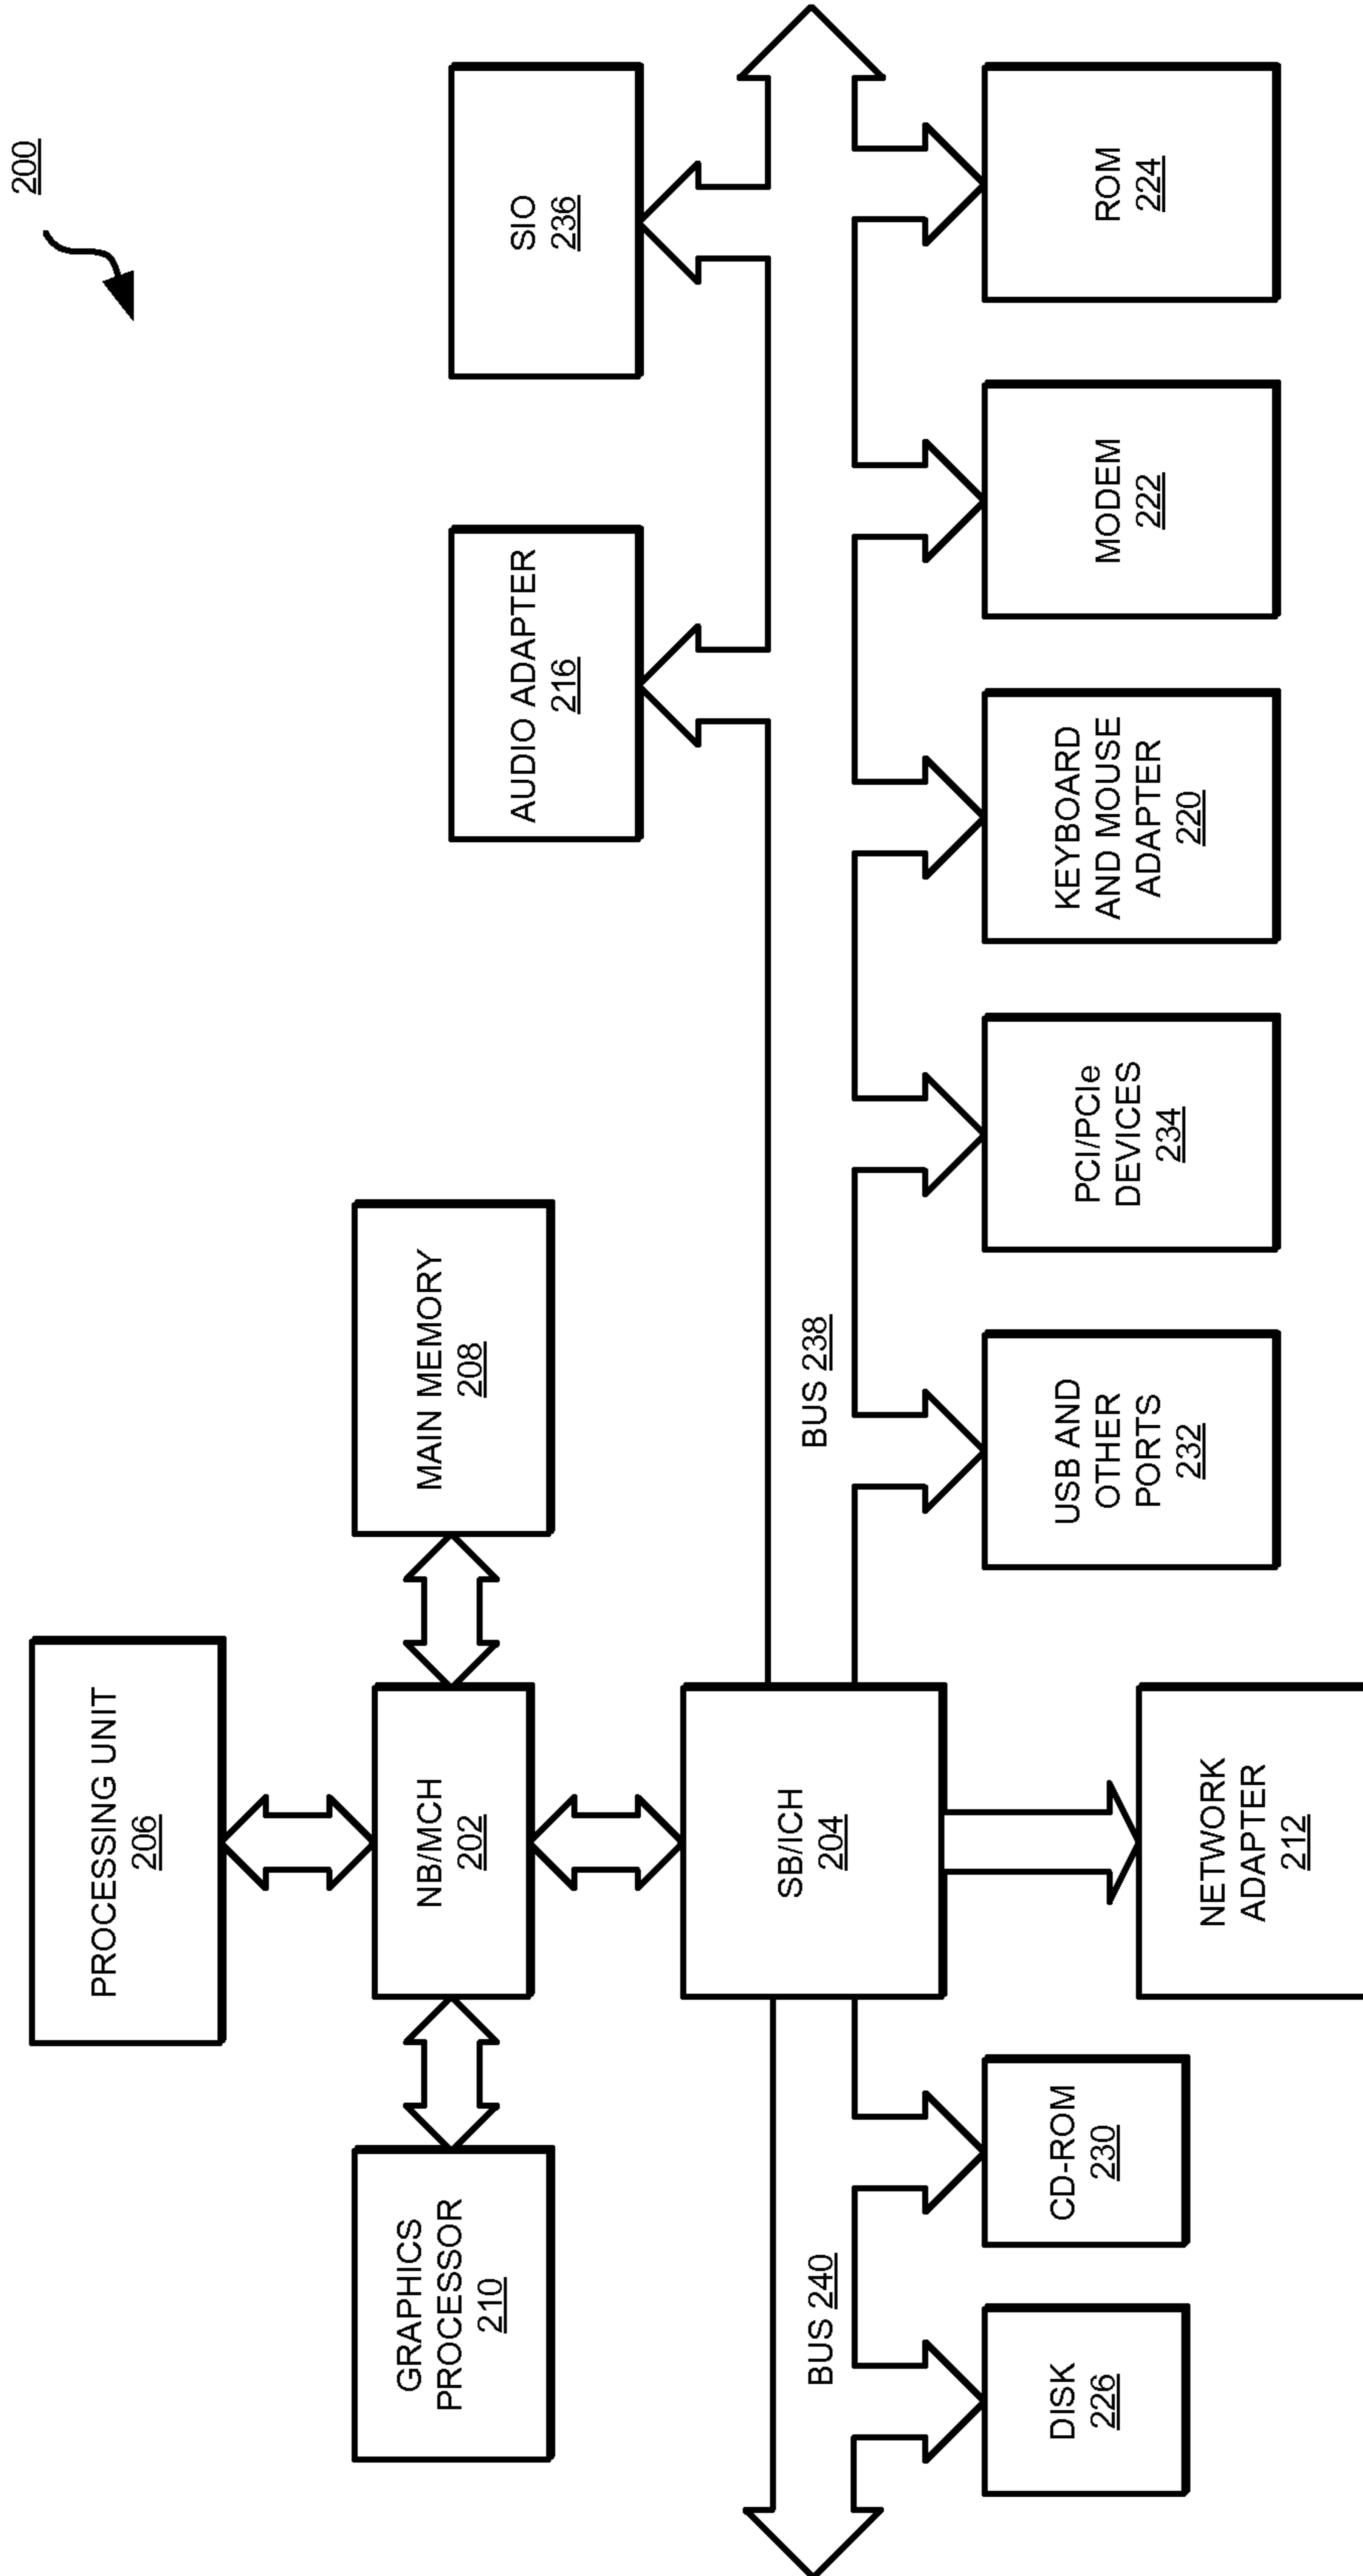 200
PROCESSING UNIT
206
GRAPHICS
PROCESSOR
210
NB/MCH
202
MAIN MEMORY
208
AUDIO ADAPTER
216
SIO
236
SB/ICH
204
BUS 240
BUS 238
DISK
226
CD-ROM
230
USB AND
OTHER
PORTS
232
PCI/PCIe
DEVICES
234
KEYBOARD
AND MOUSE
ADAPTER
220
MODEM
222
ROM
224
NETWORK
ADAPTER
212